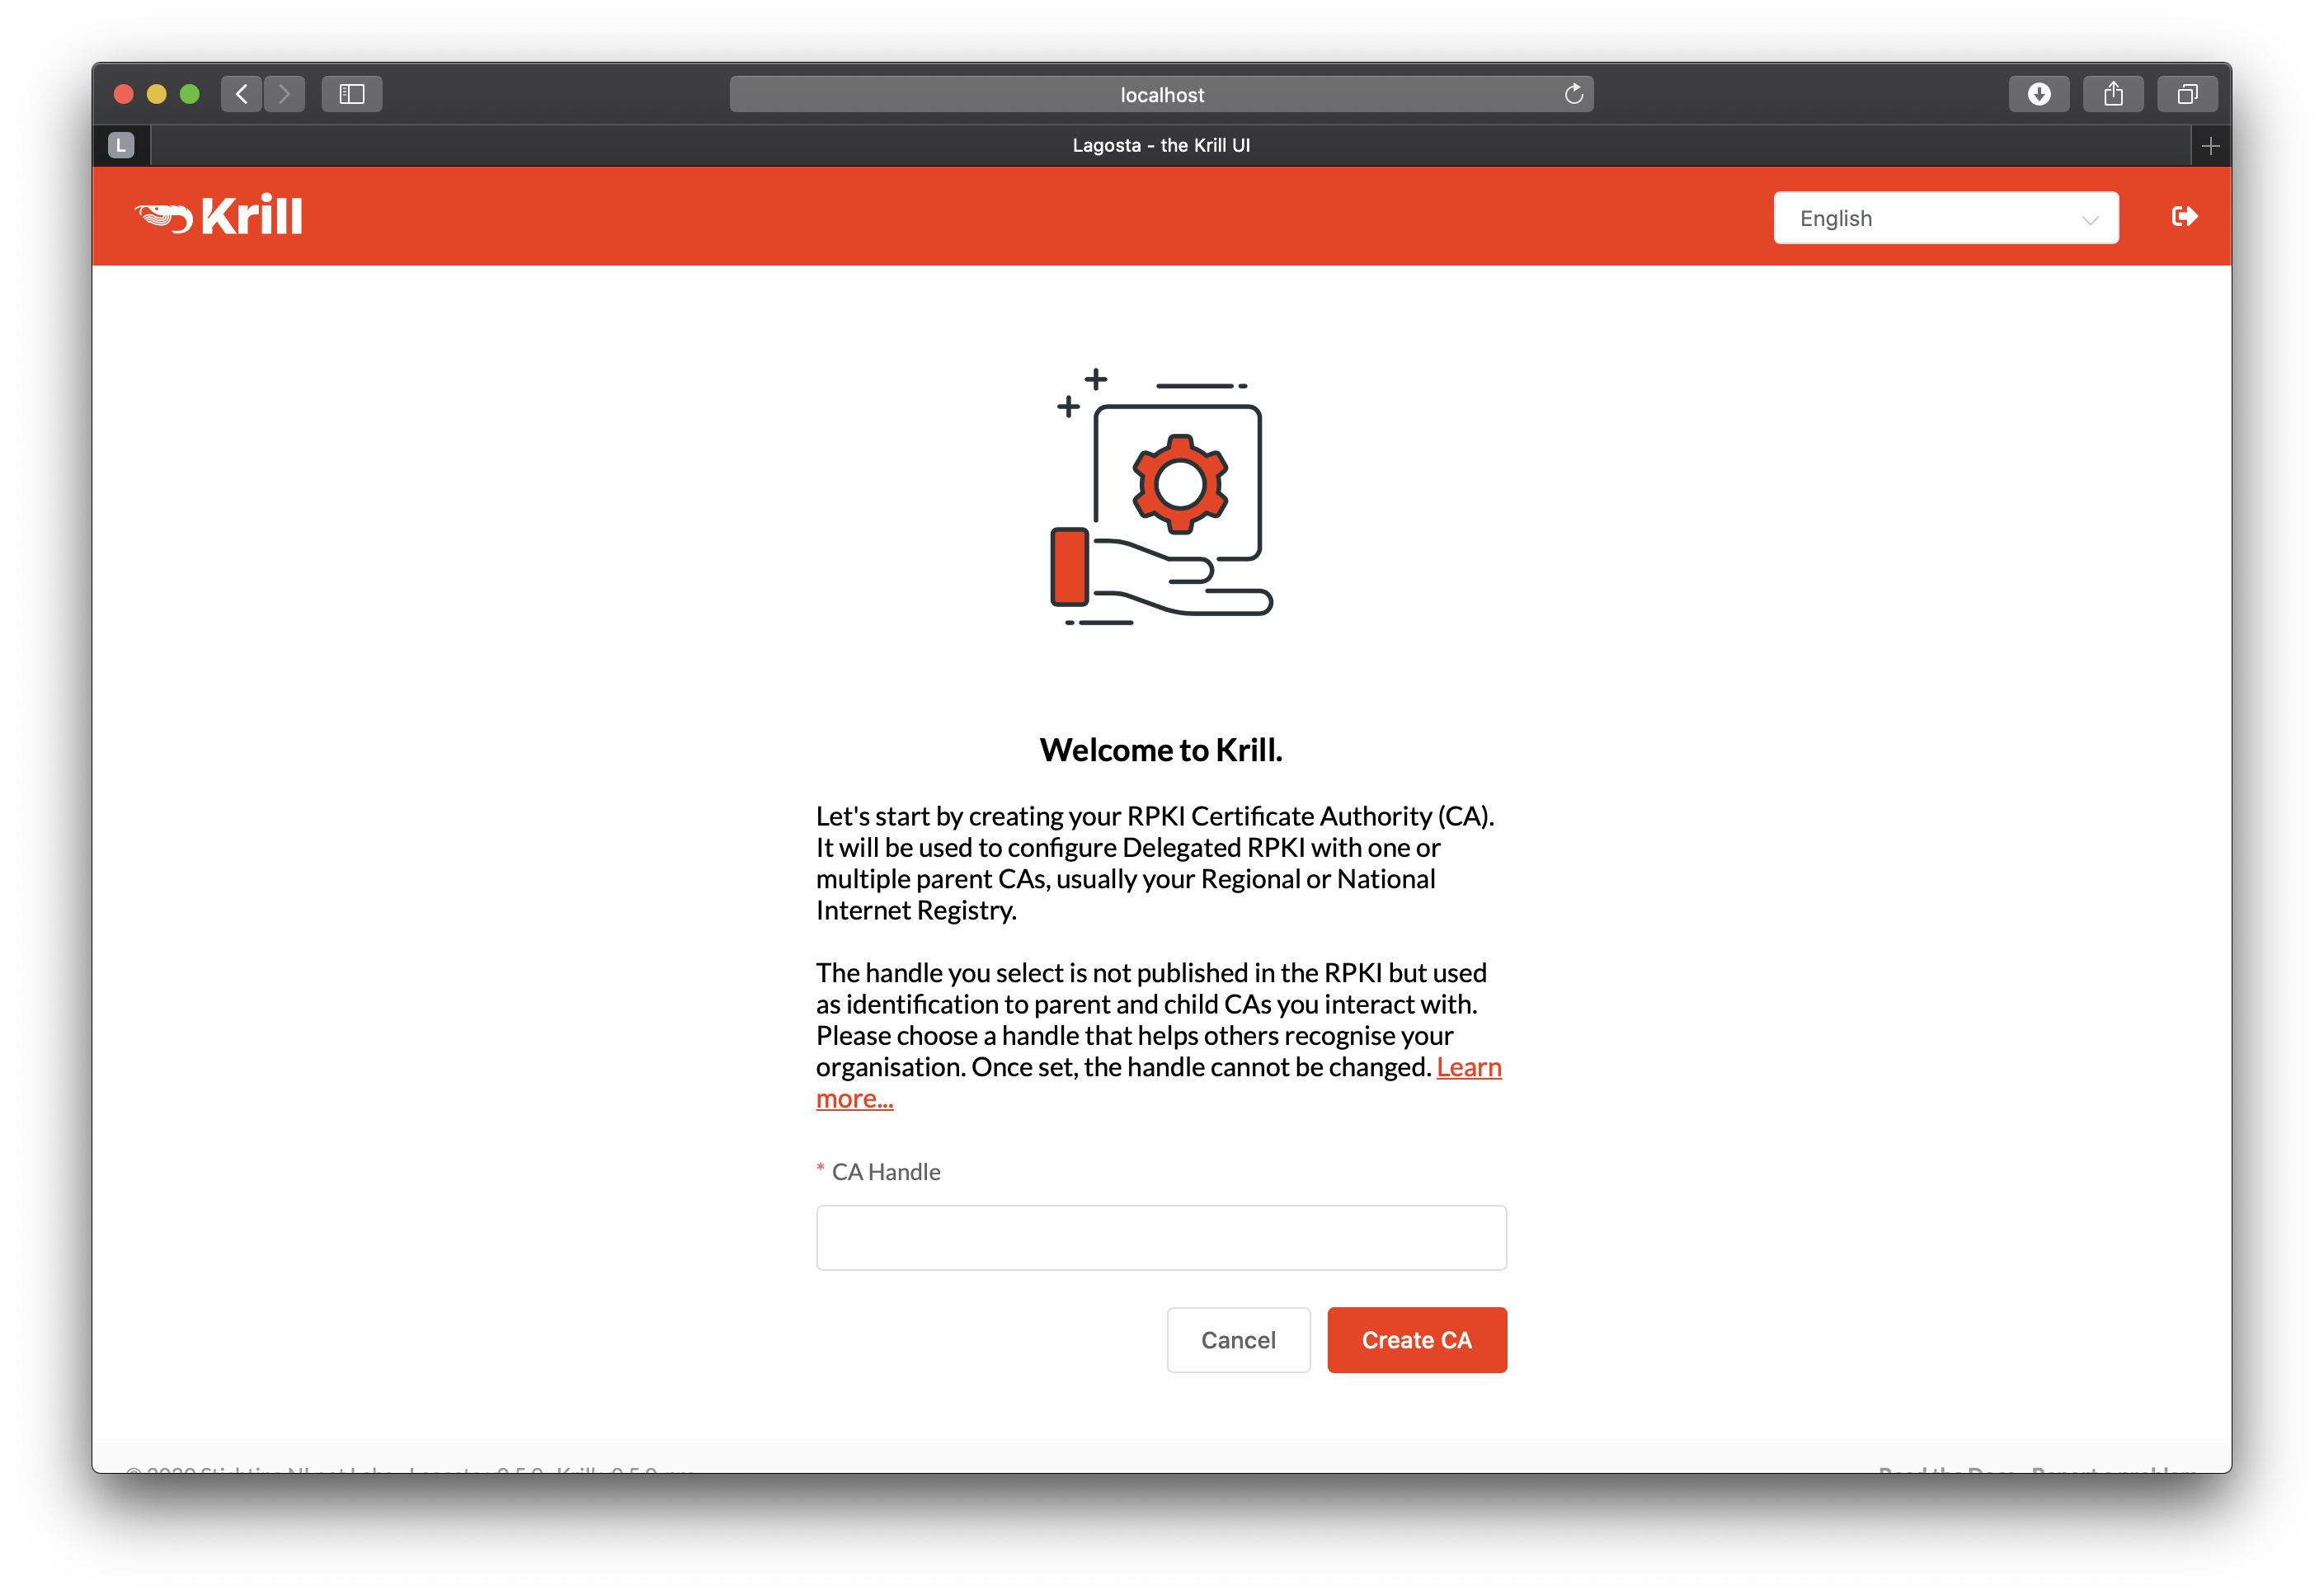 localhost
L
Lagosta - the Krill UI
Krill
English
Welcome to Krill.
Let's start by creating your RPKI Certificate Authority (CA).
It will be used to configure Delegated RPKI with one or
multiple parent CAs, usually your Regional or National
Internet Registry.
The handle you select is not published in the RPKI but used
as identification to parent and child CAs you interact with.
Please choose a handle that helps others recognise your
organisation. Once set, the handle cannot be changed. Learn
more...
* CA Handle
Cancel
Create CA